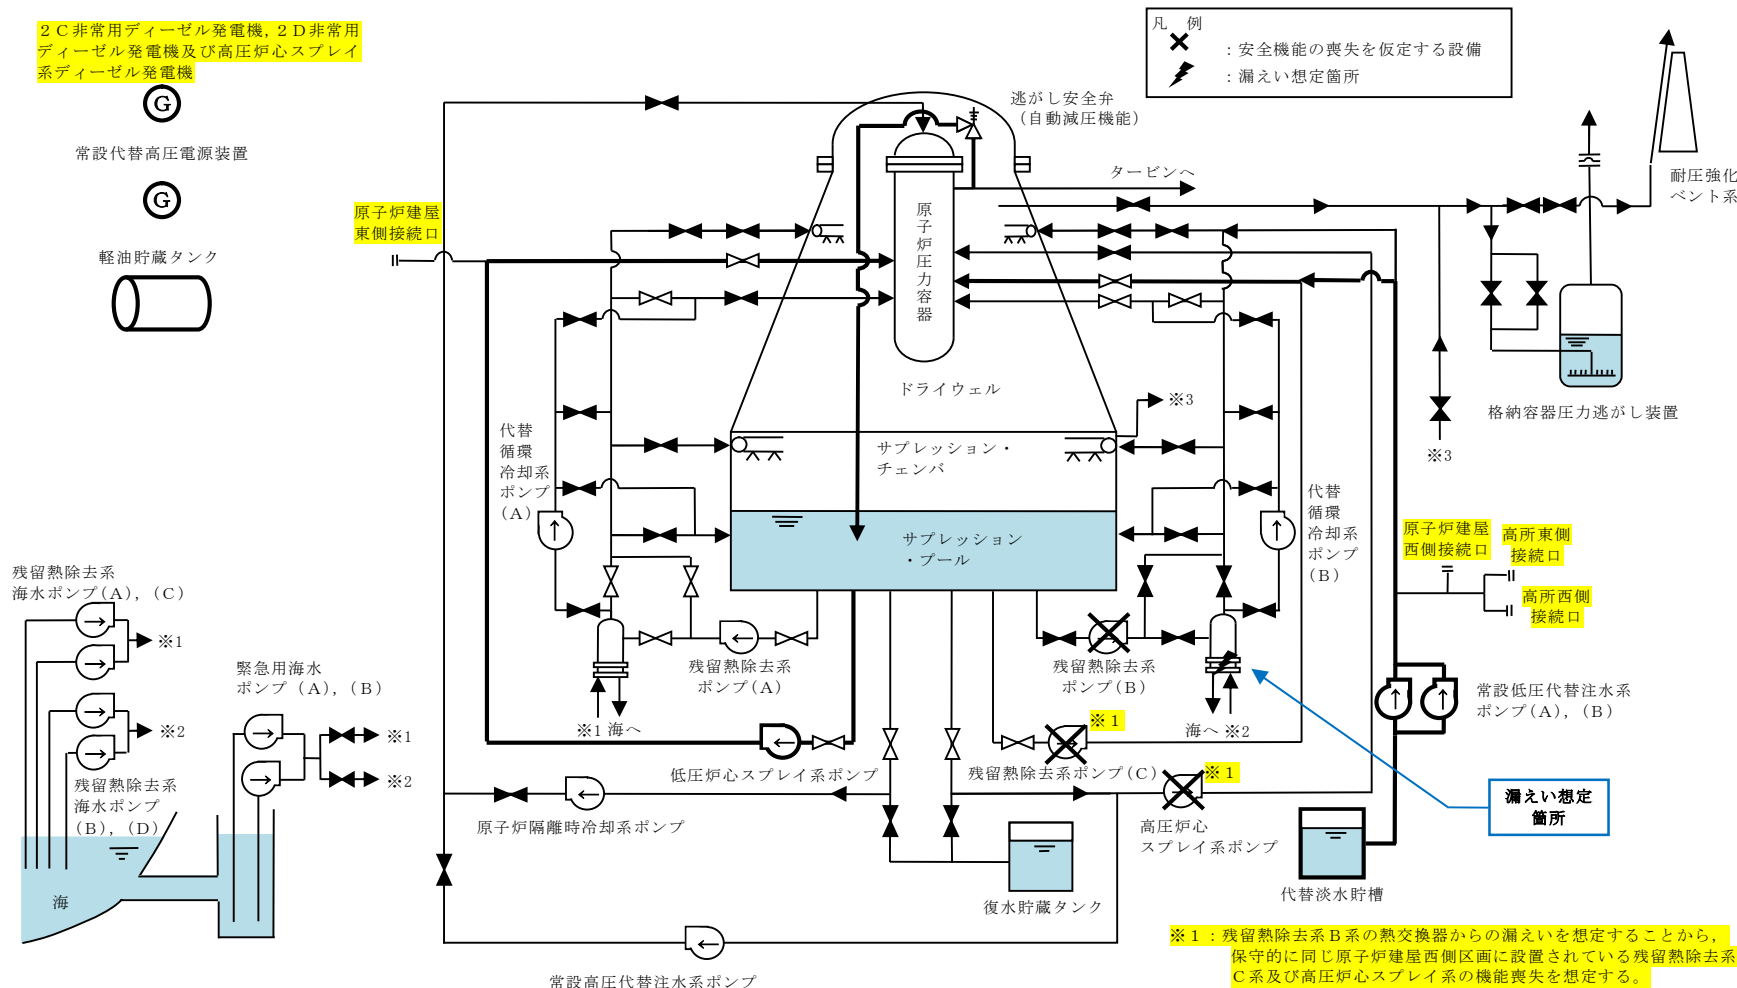 ２Ｃ非常用ディーゼル発電機，２Ｄ非常用
ディーゼル発電機及び高圧炉心スプレイ
系ディーゼル発電機
G
常設代替高圧電源装置
G
軽油貯蔵タンク
凡　例
：安全機能の喪失を仮定する設備
：漏えい想定箇所
逃がし安全弁
（自動減圧機能）
タービンへ
耐圧強化
ベント系
原子炉建屋
東側接続口
原子炉圧力容器
ドライウェル
格納容器圧力逃がし装置
※3
※3
サプレッション・
チェンバ
サプレッション
・プール
代替
循環
冷却系
ポンプ
（A）
代替
循環
冷却系
ポンプ
（B）
原子炉建屋
西側接続口
高所東側
接続口
高所西側
接続口
残留熱除去系
海水ポンプ（A），（C）
※1
※2
残留熱除去系
海水ポンプ
（B），（D）
緊急用海水
ポンプ（A），（B）
※1
※2
海
残留熱除去系
ポンプ（A）
※1 海へ
残留熱除去系
ポンプ（B）
海へ ※2
常設低圧代替注水系
ポンプ（A），（B）
低圧炉心スプレイ系ポンプ
※１
残留熱除去系ポンプ（C）
※１
高圧炉心
スプレイ系ポンプ
漏えい想定
箇所
原子炉隔離時冷却系ポンプ
復水貯蔵タンク
代替淡水貯槽
常設高圧代替注水系ポンプ
※１：残留熱除去系Ｂ系の熱交換器からの漏えいを想定することから，
保守的に同じ原子炉建屋西側区画に設置されている残留熱除去系
Ｃ系及び高圧炉心スプレイ系の機能喪失を想定する。